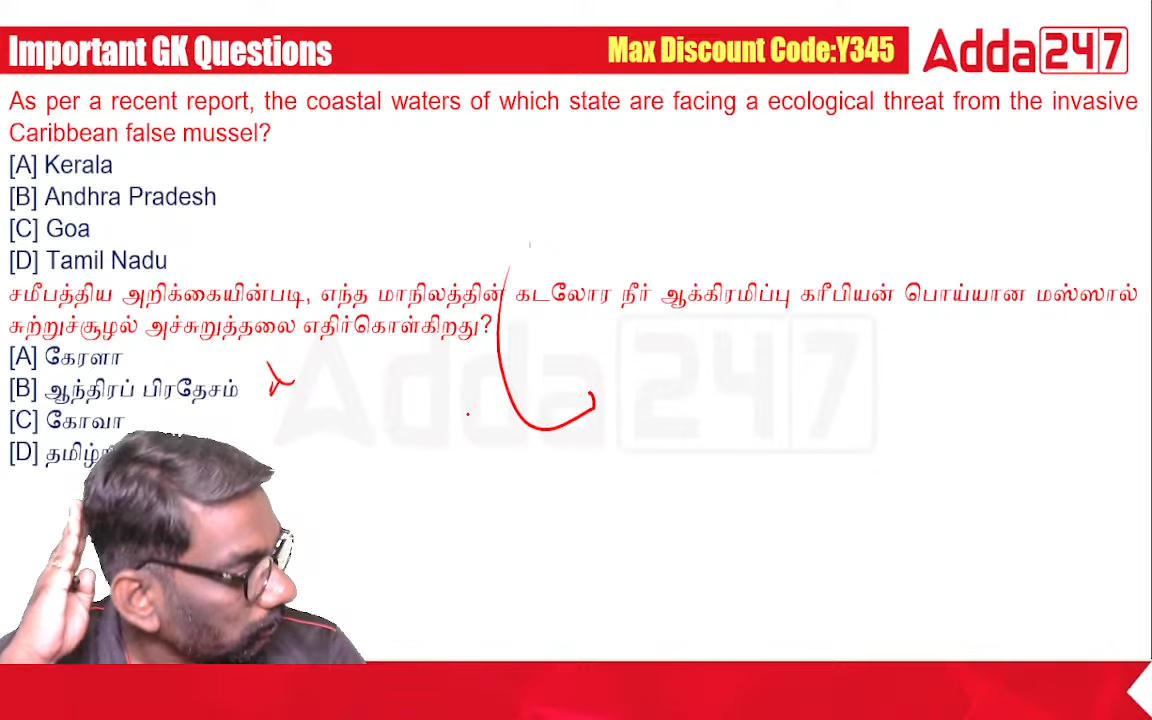 Important GK Questions
Max Discount Code:Y345
Adda247
As per a recent report, the coastal waters of which state are facing a ecological threat from the invasive
Caribbean false mussel?
[A] Kerala
[B] Andhra Pradesh
[C] Goa
[D] Tamil Nadu
சமீபத்திய அறிக்கையின்படி, எந்த மாநிலத்தின் கடலோர நீர் ஆக்கிரமிப்பு கரீபியன் பொய்யான மஸ்ஸால்
சுற்றுச்சூழல் அச்சுறுத்தலை எதிர்கொள்கிறது?
[A] கேரளா
[B] ஆந்திரப் பிரதேசம்
[C] கோவா
[D]
Adda247